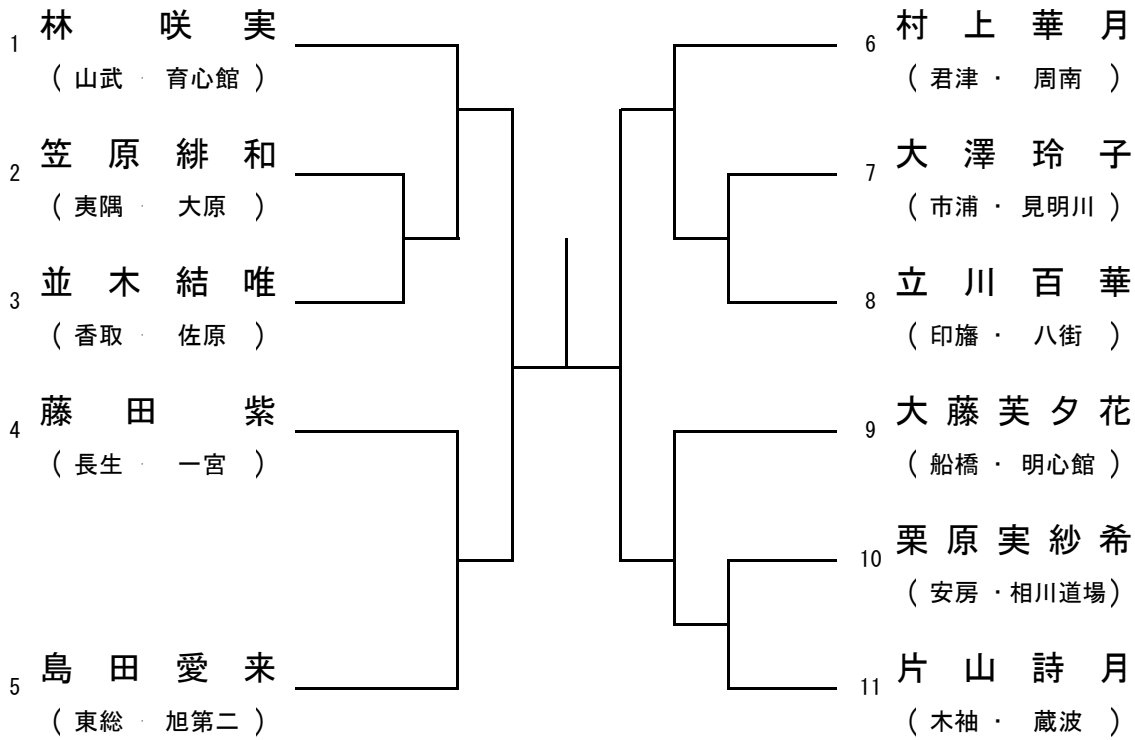 1 林 咲 実
( 山武 ・ 育心館 )
2 笠 原 緋 和
( 夷隅 ・ 大原 )
3 並 木 結 唯
( 香取 ・ 佐原 )
4 藤 田 紫
( 長生 ・ 一宮 )
5 島 田 愛 来
( 東総 ・ 旭第二 )
6 村 上 華 月
( 君津 ・ 周南 )
7 大 澤 玲 子
( 市浦 ・ 見明川 )
8 立 川 百 華
( 印旛 ・ 八街 )
9 大 藤 芙 夕 花
( 船橋 ・ 明心館 )
10 栗 原 実 紗 希
( 安房 ・相川道場)
11 片 山 詩 月
( 木袖 ・ 蔵波 )